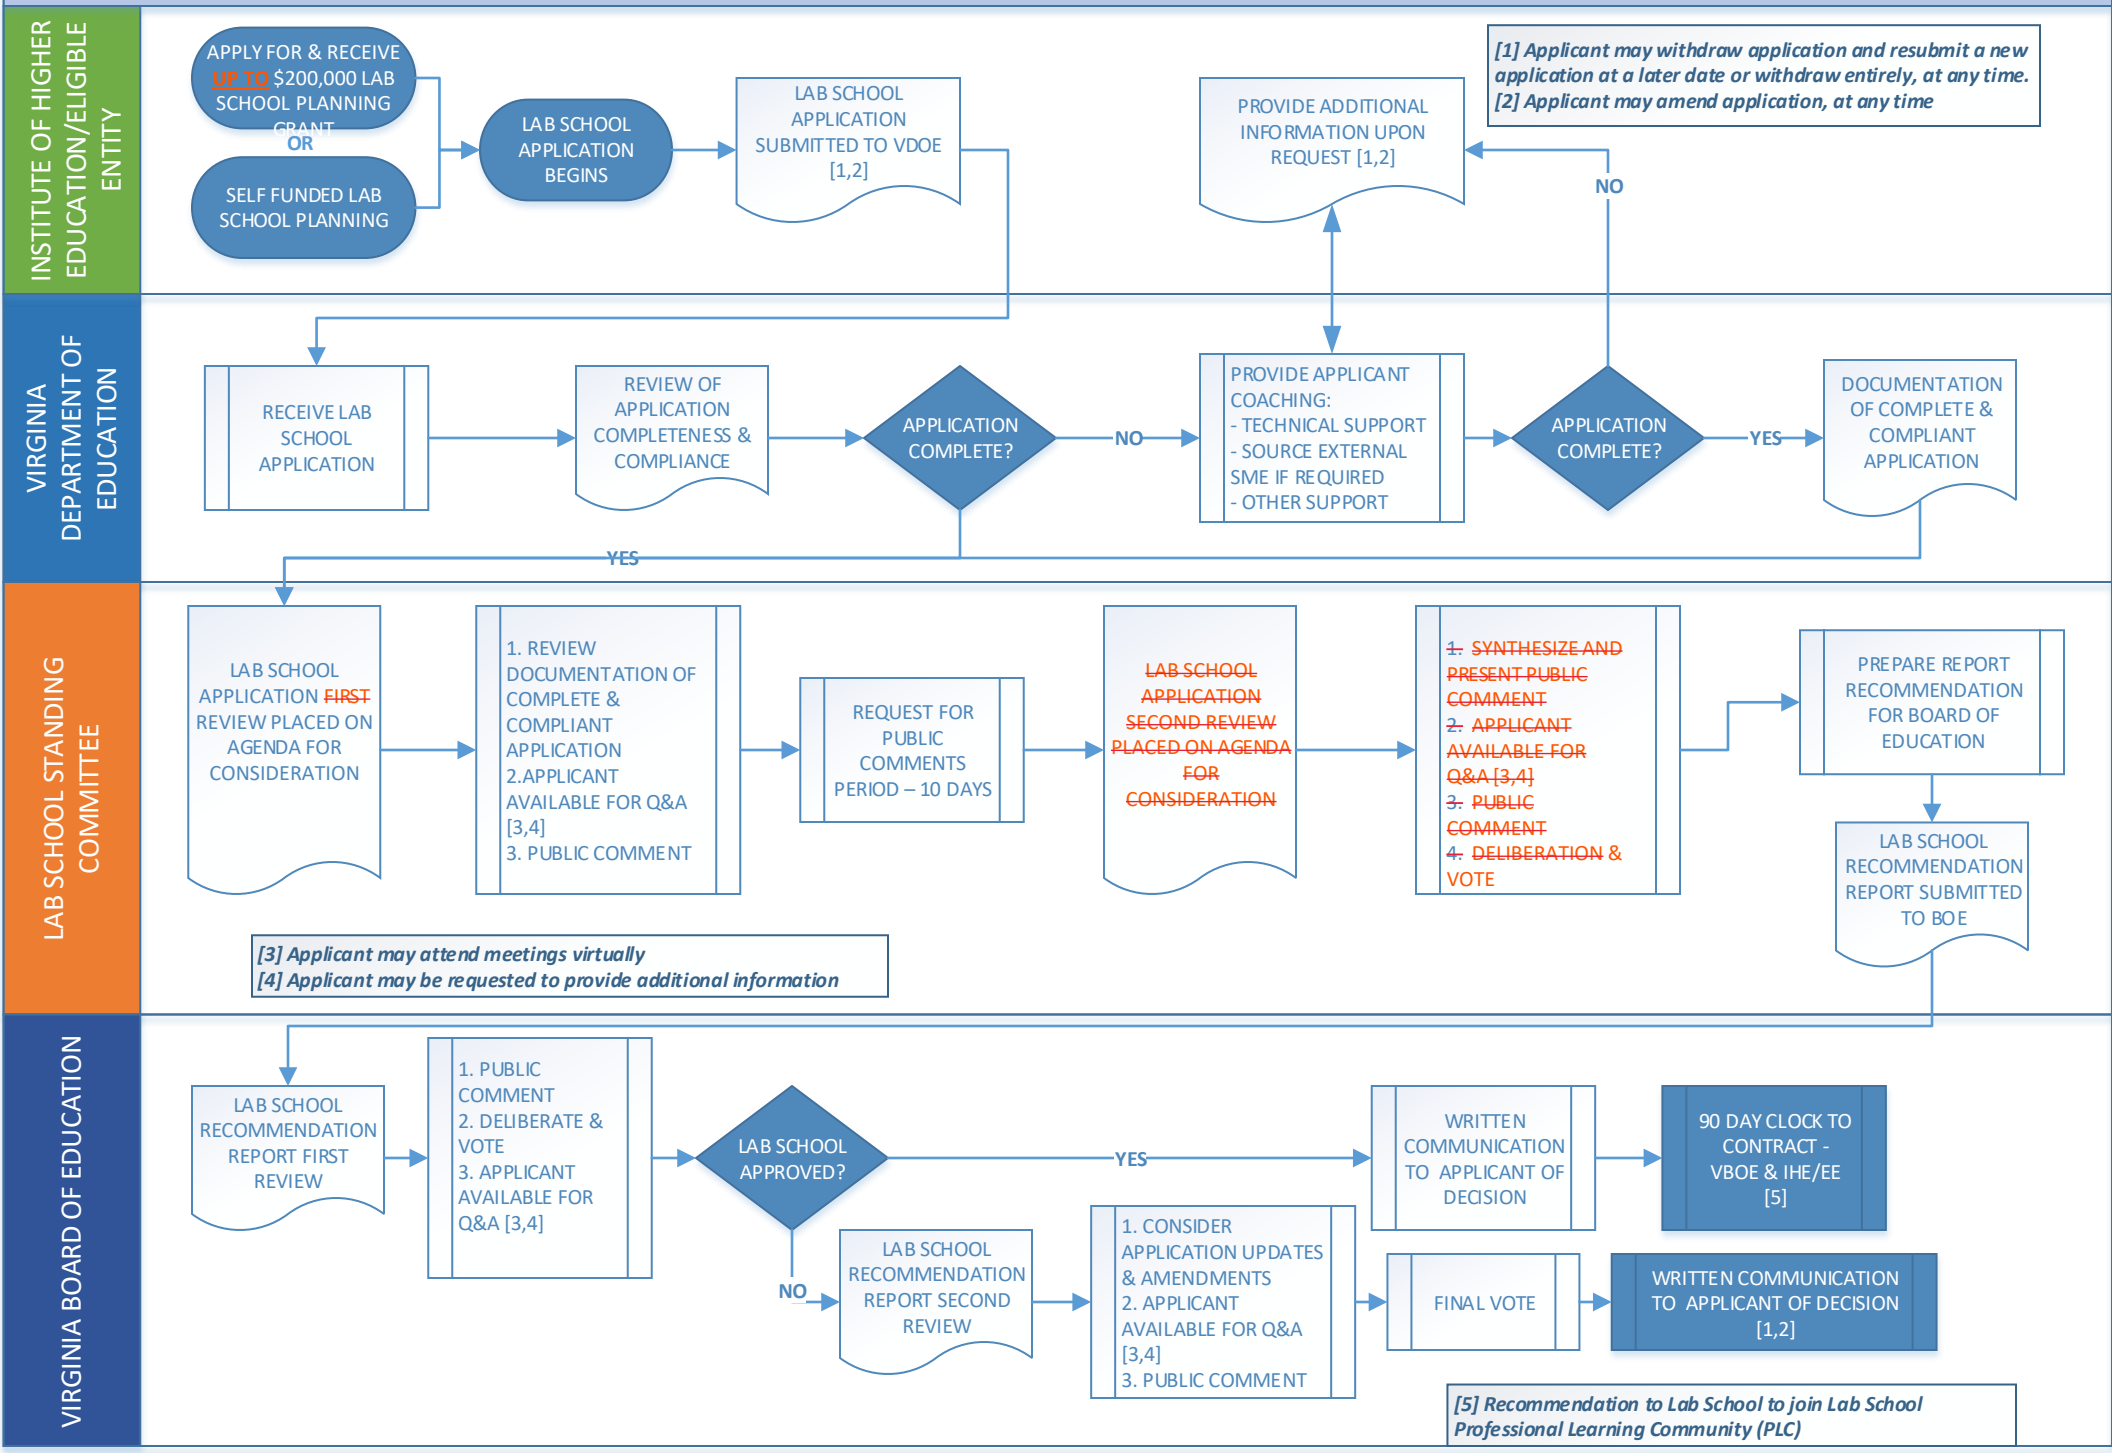 INSTITUTE OF HIGHER
EDUCATION/ELIGIBLE
ENTITY
APPLY FOR & RECEIVE
UP TO $200,000 LAB
SCHOOL PLANNING
GRANT
OR
SELF FUNDED LAB
SCHOOL PLANNING
LAB SCHOOL
APPLICATION
BEGINS
LAB SCHOOL
APPLICATION
SUBMITTED TO VDOE
[1,2]
PROVIDE ADDITIONAL
INFORMATION UPON
REQUEST [1,2]
NO
[1] Applicant may withdraw application and resubmit a new
application at a later date or withdraw entirely, at any time.
[2] Applicant may amend application, at any time
VIRGINIA
DEPARTMENT OF
EDUCATION
RECEIVE LAB
SCHOOL
APPLICATION
REVIEW OF
APPLICATION
COMPLETENESS &
COMPLIANCE
APPLICATION
COMPLETE?
NO
PROVIDE APPLICANT
COACHING:
- TECHNICAL SUPPORT
- SOURCE EXTERNAL
SME IF REQUIRED
- OTHER SUPPORT
APPLICATION
COMPLETE?
YES
DOCUMENTATION
OF COMPLETE &
COMPLIANT
APPLICATION
YES
LAB SCHOOL STANDING
COMMITTEE
LAB SCHOOL
APPLICATION FIRST
REVIEW PLACED ON
AGENDA FOR
CONSIDERATION
1. REVIEW
DOCUMENTATION OF
COMPLETE &
COMPLIANT
APPLICATION
2.APPLICANT
AVAILABLE FOR Q&A
[3,4]
3. PUBLIC COMMENT
REQUEST FOR
PUBLIC
COMMENTS
PERIOD – 10 DAYS
LAB SCHOOL
APPLICATION
SECOND REVIEW
PLACED ON AGENDA
FOR
CONSIDERATION
1. SYNTHESIZE AND
PRESENT PUBLIC
COMMENT
2. APPLICANT
AVAILABLE FOR
Q&A [3,4]
3. PUBLIC
COMMENT
4. DELIBERATION &
VOTE
PREPARE REPORT
RECOMMENDATION
FOR BOARD OF
EDUCATION
LAB SCHOOL
RECOMMENDATION
REPORT SUBMITTED
TO BOE
[3] Applicant may attend meetings virtually
[4] Applicant may be requested to provide additional information
VIRGINIA BOARD OF EDUCATION
LAB SCHOOL
RECOMMENDATION
REPORT FIRST
REVIEW
1. PUBLIC
COMMENT
2. DELIBERATE &
VOTE
3. APPLICANT
AVAILABLE FOR
Q&A [3,4]
LAB SCHOOL
APPROVED?
YES
WRITTEN
COMMUNICATION
TO APPLICANT OF
DECISION
90 DAY CLOCK TO
CONTRACT -
VBOE & IHE/EE
[5]
NO
LAB SCHOOL
RECOMMENDATION
REPORT SECOND
REVIEW
1. CONSIDER
APPLICATION UPDATES
& AMENDMENTS
2. APPLICANT
AVAILABLE FOR Q&A
[3,4]
3. PUBLIC COMMENT
FINAL VOTE
WRITTEN COMMUNICATION
TO APPLICANT OF DECISION
[1,2]
[5] Recommendation to Lab School to join Lab School
Professional Learning Community (PLC)